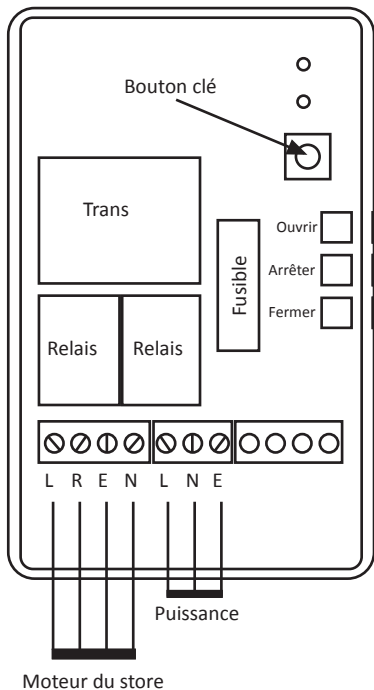 Bouton clé
Trans
Ouvrir
Arrêter
Fermer
Fusible
Relais Relais
L R E N L N E
Puissance
Moteur du store